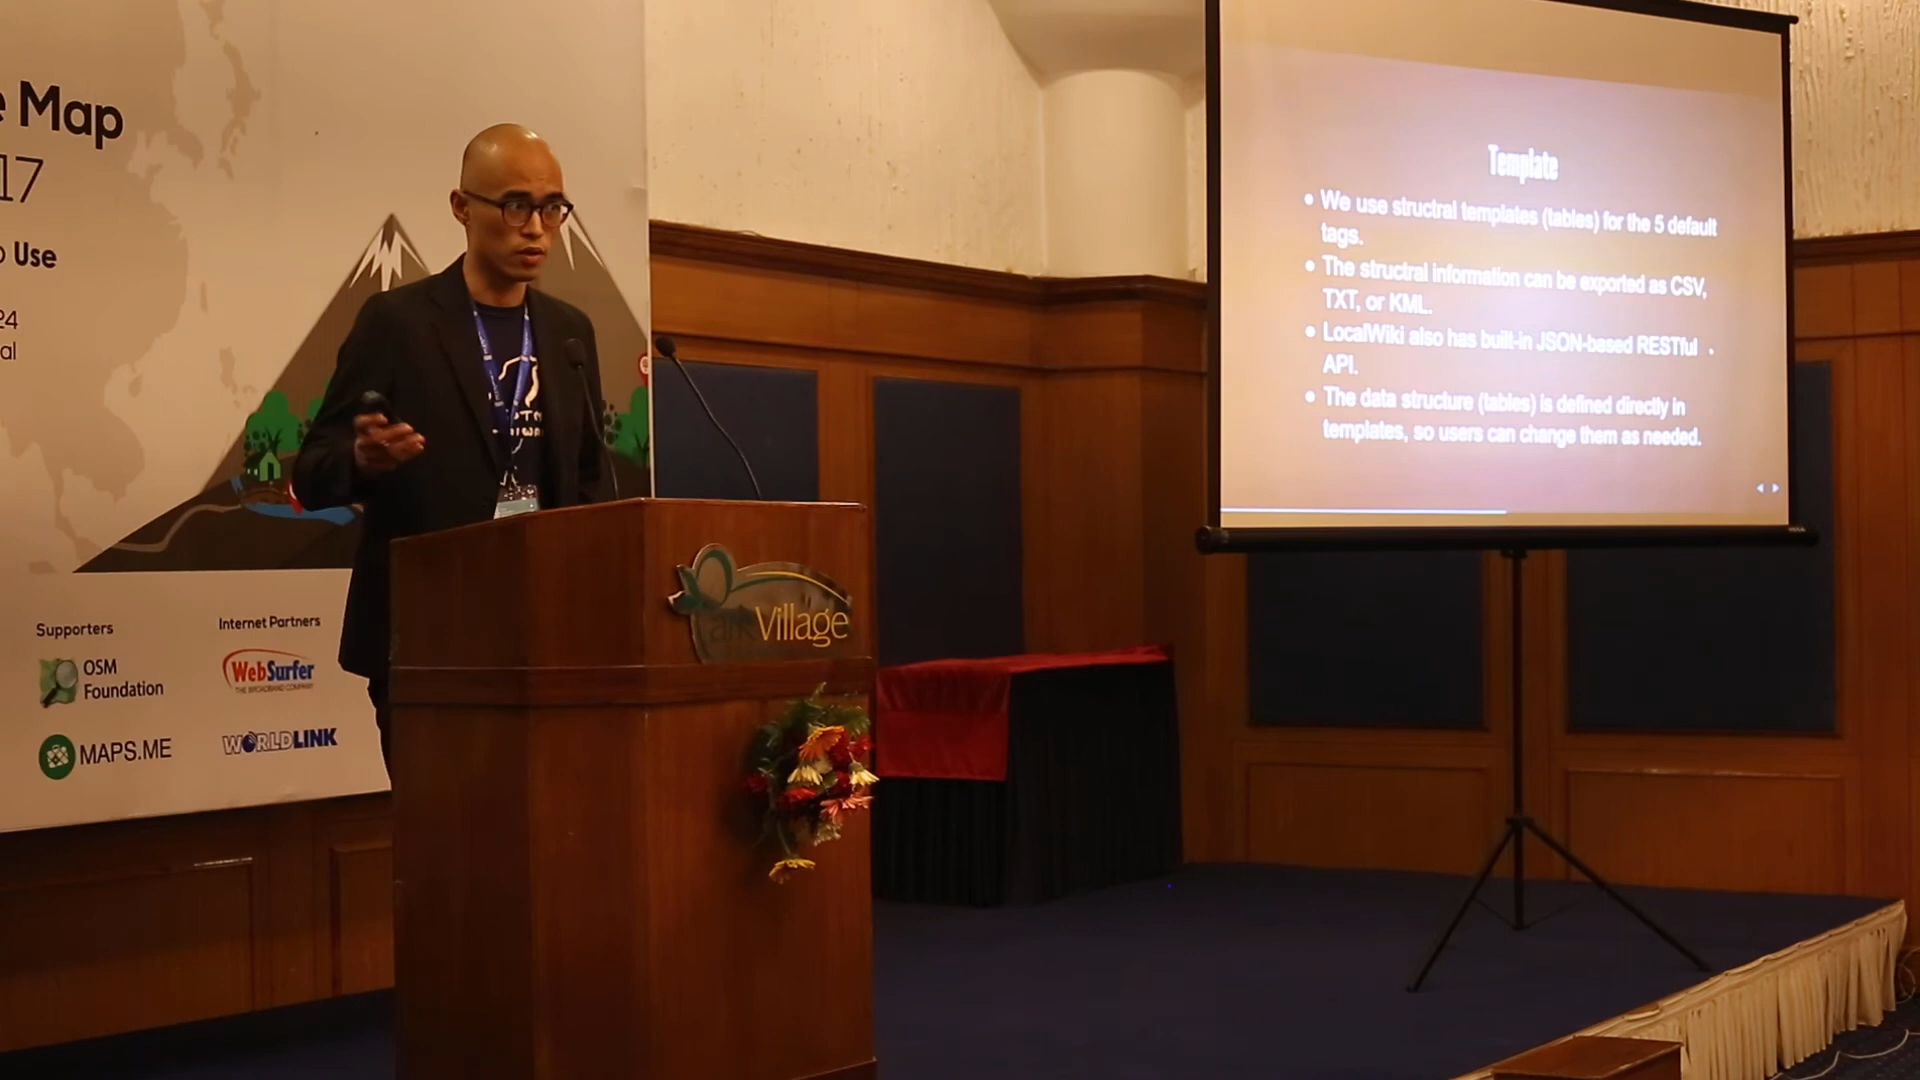 Map
17
Use
24
al
Supporters
OSM
Foundation
MAPS.ME
Internet Partners
WebSurfer
THE BROADBAND COMPANY
WORLDLINK
Village
Template
• We use structral templates (tables) for the 5 default
tags.
• The structral information can be exported as CSV,
TXT, or KML.
• LocalWiki also has built-in JSON-based RESTful
API.
• The data structure (tables) is defined directly in
templates, so users can change them as needed.